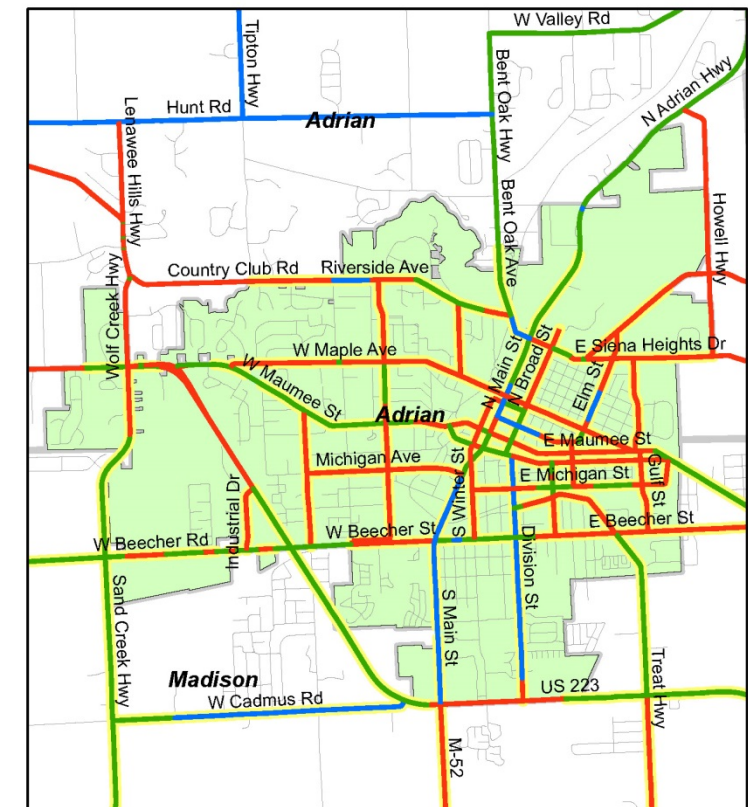 W Valley Rd
Tipton Hwy
Bent Oak Hwy
N Adrian Hwy
Hunt Rd
Adrian
Lenawee Hills Hwy
Bent Oak Ave
Howell Hwy
Country Club Rd
Riverside Ave
Wolf Creek Hwy
W Maple Ave
N Main St
N Broad St
E Siena Heights Dr
Elm St
W Maumee St
Adrian
E Maumee St
Michigan Ave
S Winter St
E Michigan St
Gulf St
Industrial Dr
W Beecher St
E Beecher St
W Beecher Rd
Division St
Sand Creek Hwy
S Main St
Treat Hwy
Madison
US 223
W Cadmus Rd
M-52